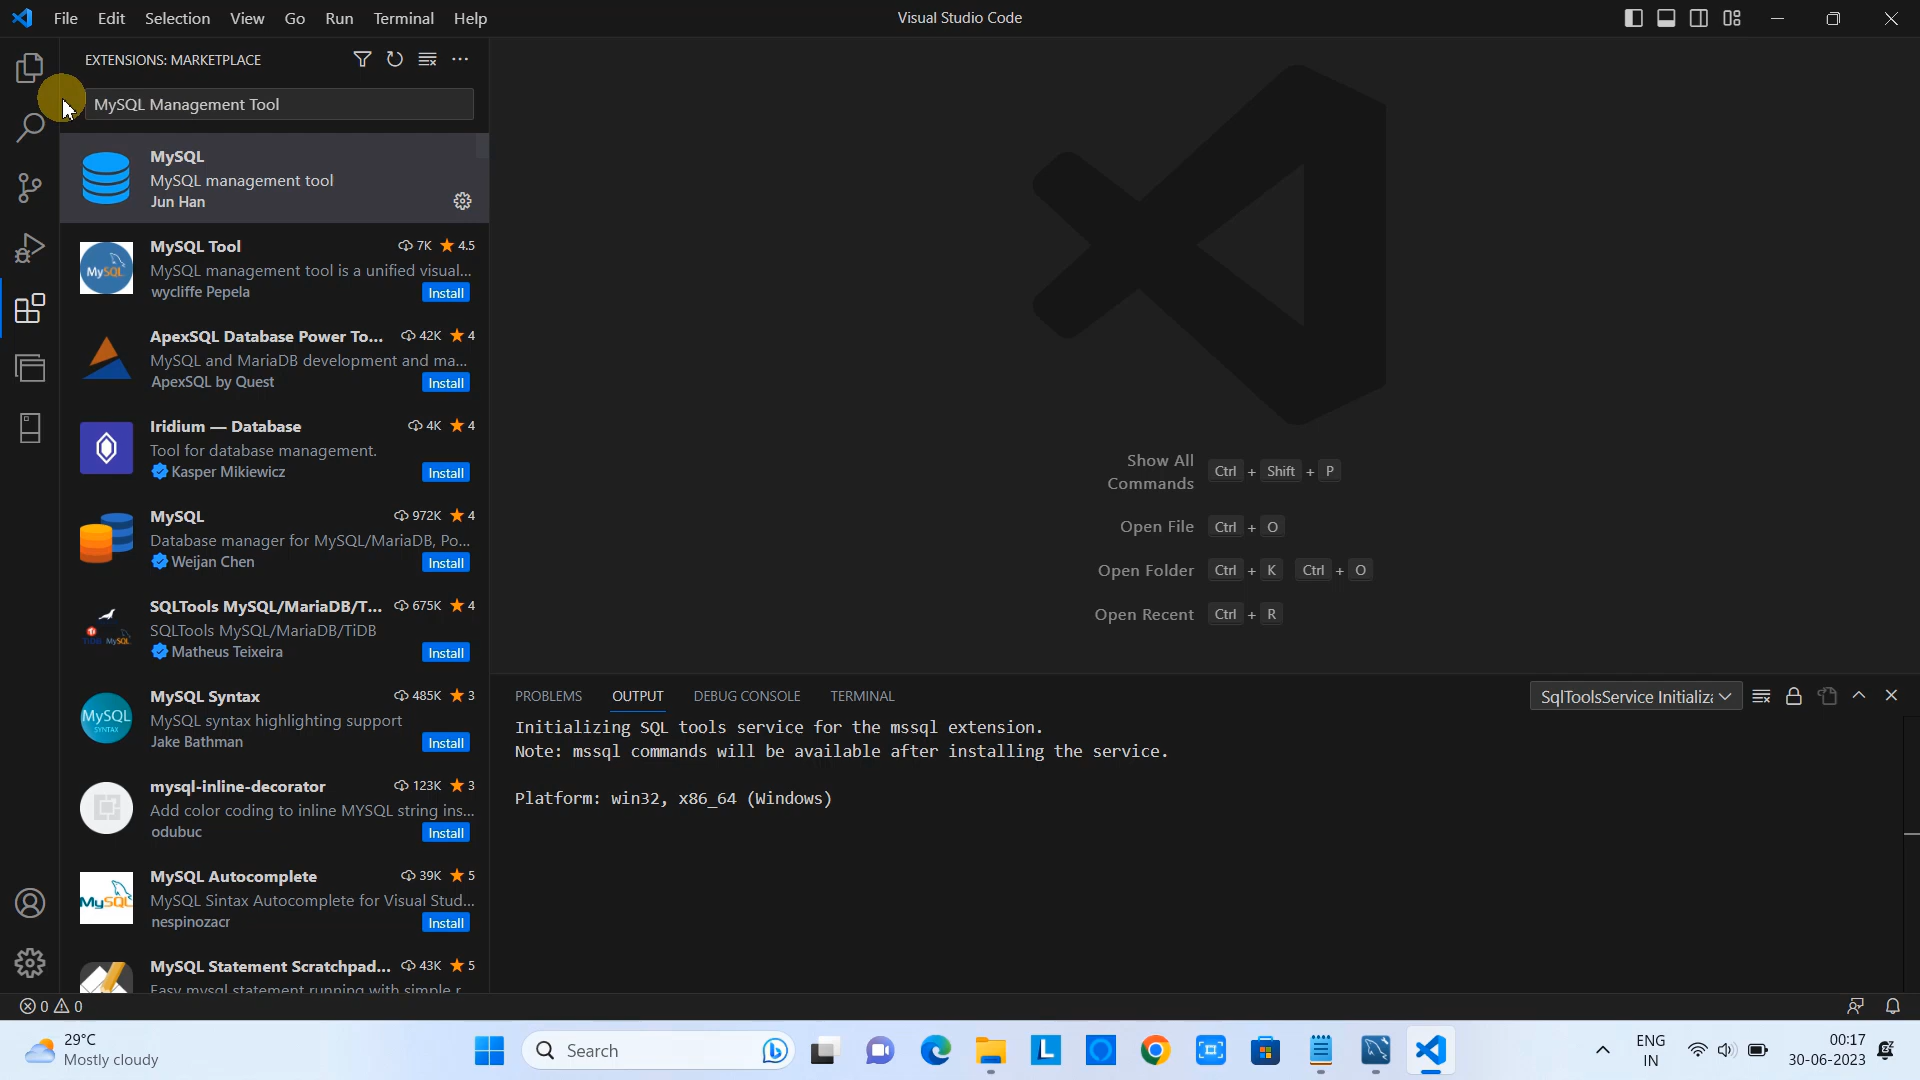 File Edit Selection View Go Run Terminal Help
Visual Studio Code
EXTENSIONS: MARKETPLACE
MySQL Management Tool
MySQL
MySQL management tool
Jun Han
MySQL Tool 7K 4.5
MySQL management tool is a unified visual...
wycliffe Pepela Install
ApexSQL Database Power To... 42K 4
MySQL and MariaDB development and ma...
ApexSQL by Quest Install
Iridium — Database 4K 4
Tool for database management.
Kasper Mikiewicz Install
MySQL 972K 4
Database manager for MySQL/MariaDB, Po...
Weijan Chen Install
SQLTools MySQL/MariaDB/T... 675K 4
SQLTools MySQL/MariaDB/TiDB
Matheus Teixeira Install
MySQL Syntax 485K 3
MySQL syntax highlighting support
Jake Bathman Install
mysql-inline-decorator 123K 3
Add color coding to inline MYSQL string ins...
odubuc Install
MySQL Autocomplete 39K 5
MySQL Sintax Autocomplete for Visual Stud...
nespinozacr Install
MySQL Statement Scratchpad... 43K 5
Easy mysql statement running with simple r
Show All Commands Ctrl + Shift + P
Open File Ctrl + O
Open Folder Ctrl + K Ctrl + O
Open Recent Ctrl + R
PROBLEMS OUTPUT DEBUG CONSOLE TERMINAL
SqlToolsService Initializa
Initializing SQL tools service for the mssql extension.
Note: mssql commands will be available after installing the service.
Platform: win32, x86_64 (Windows)
0 0
29°C
Mostly cloudy
Search
ENG
IN
00:17
30-06-2023